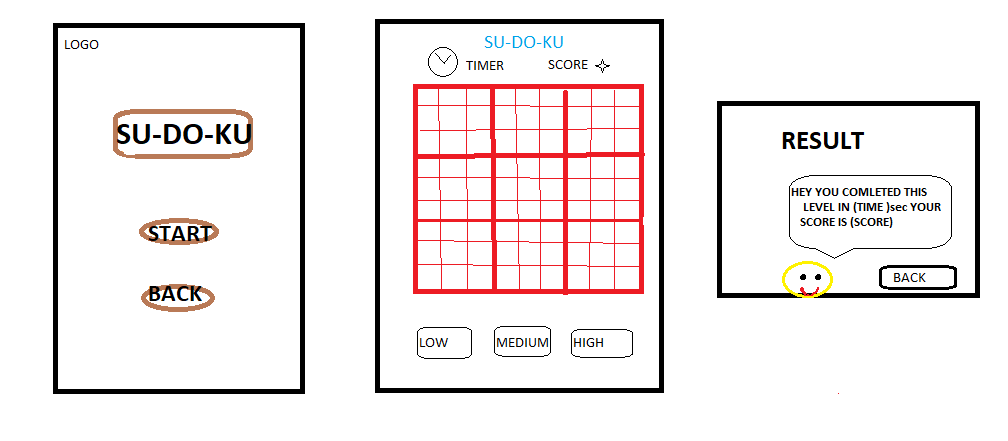 LOGO
SU-DO-KU
START
BACK
SU-DO-KU
TIMER
SCORE
LOW
MEDIUM
HIGH
RESULT
HEY YOU COMLETED THIS
LEVEL IN (TIME )sec YOUR
SCORE IS (SCORE)
BACK